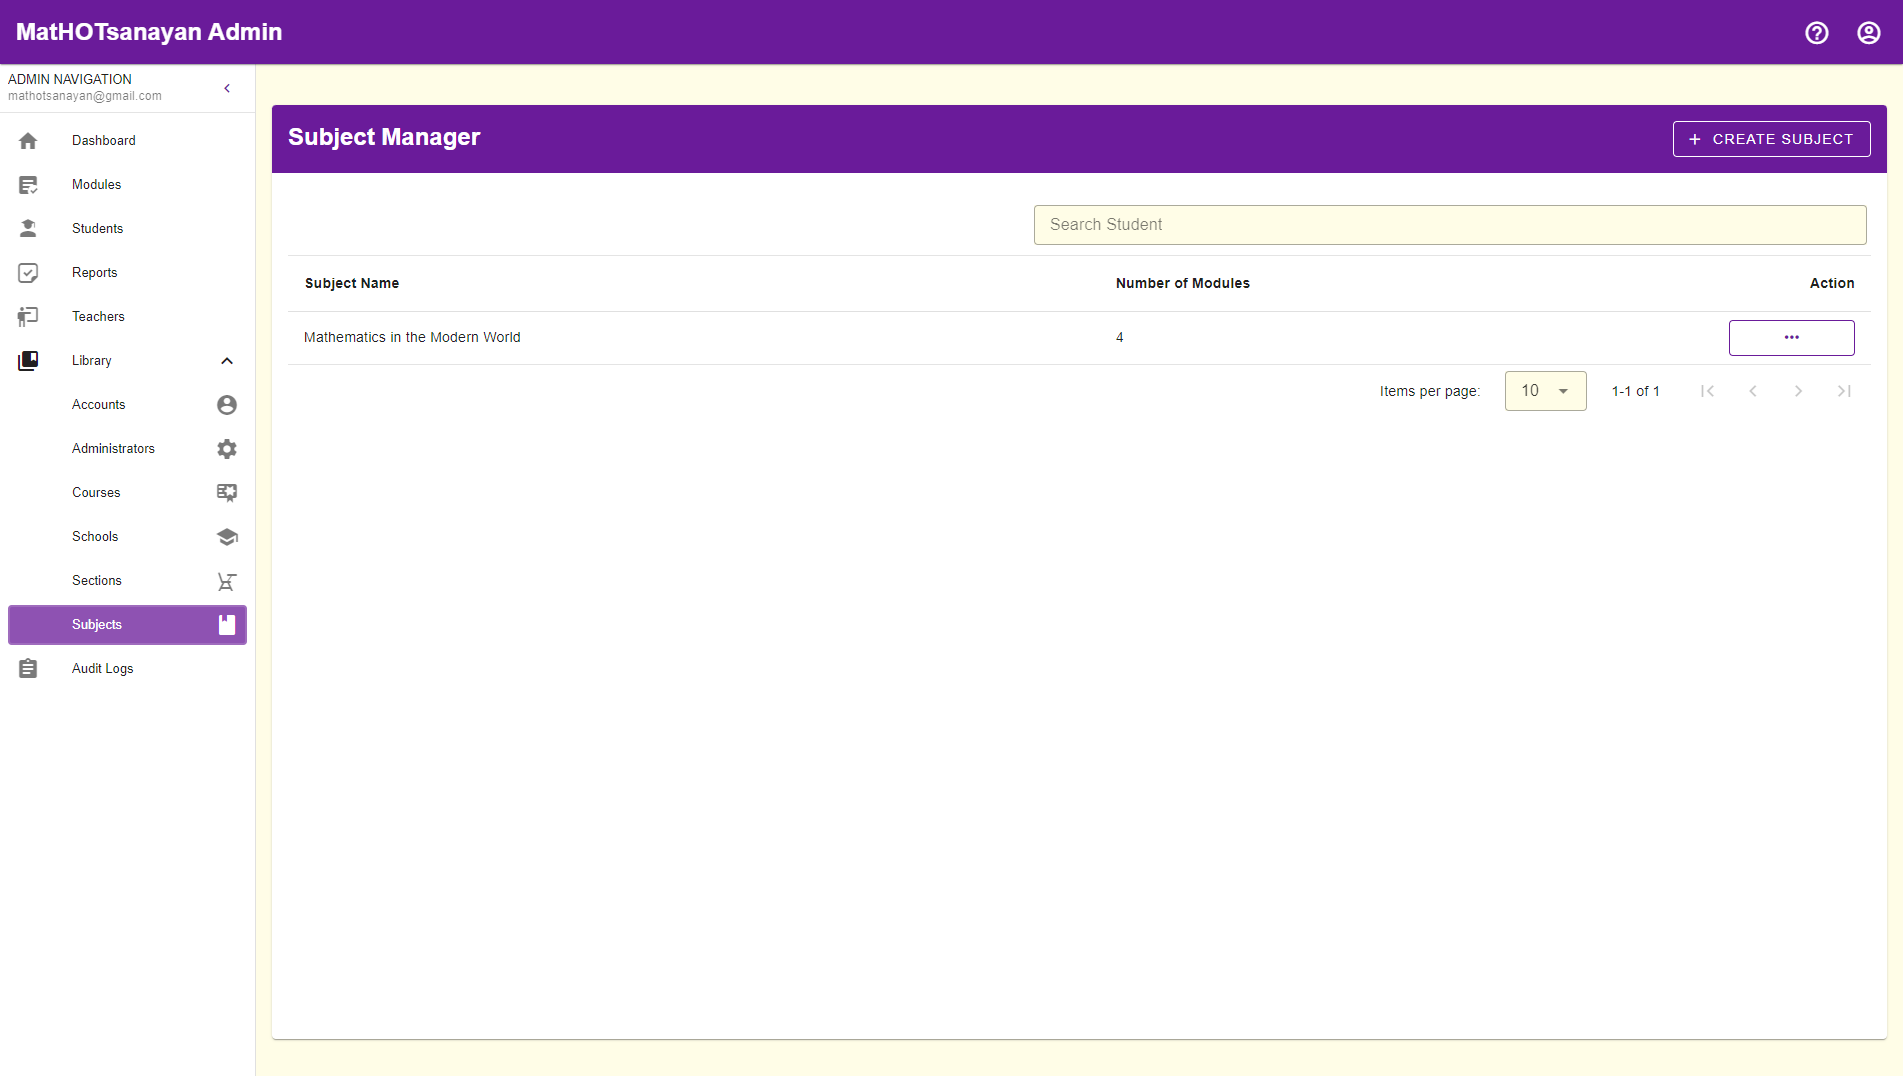 MatHOTsanayan Admin
ADMIN NAVIGATION
mathotsanayan@gmail.com
Dashboard
Modules
Students
Reports
Teachers
Library
Accounts
Administrators
Courses
Schools
Sections
Subjects
Audit Logs
Subject Manager
+ CREATE SUBJECT
Search Student
Subject Name Number of Modules Action
Mathematics in the Modern World 4 ...
Items per page: 10 1-1 of 1